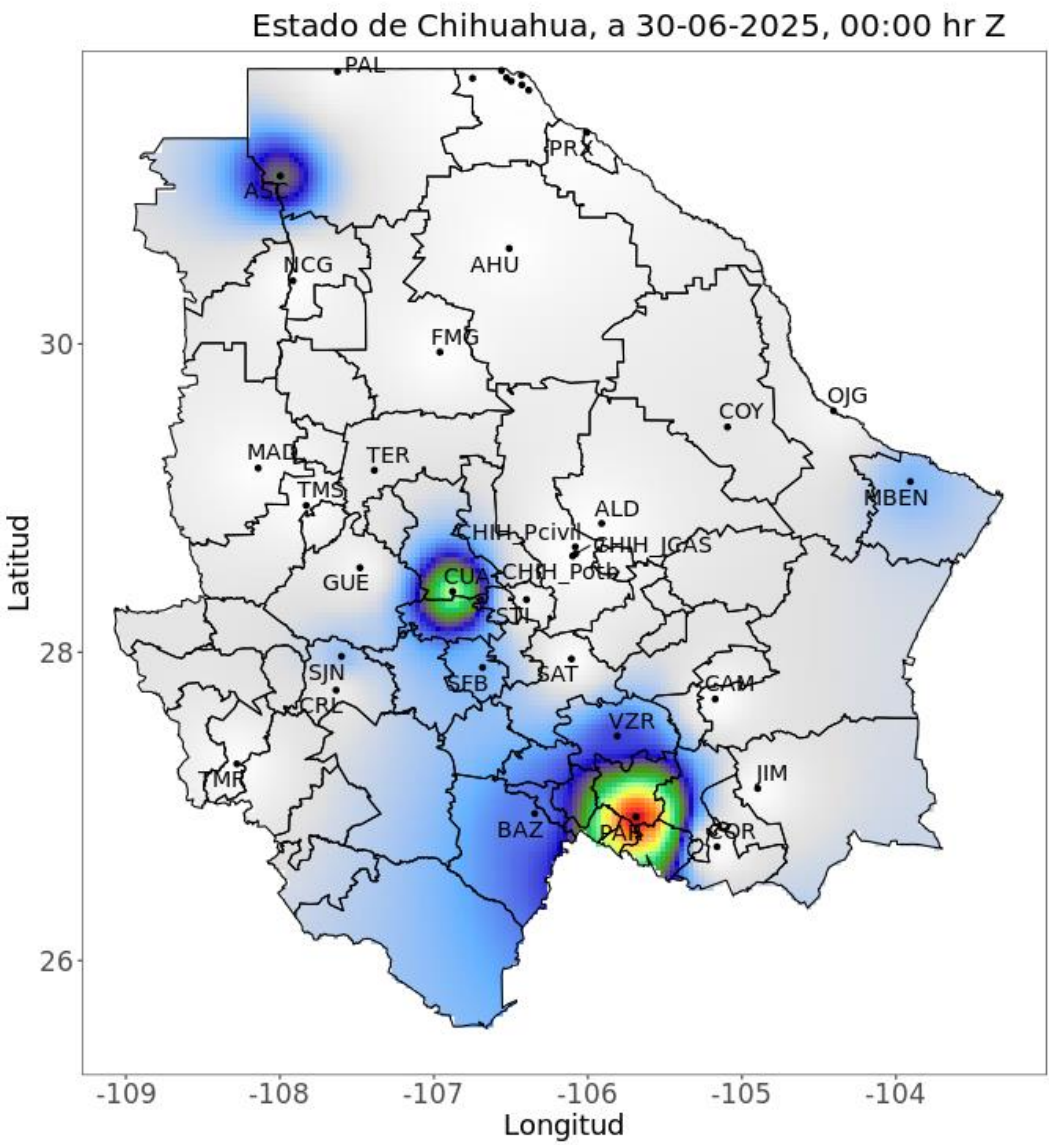 Estado de Chihuahua, a 30-06-2025, 00:00 hr Z
PAL
PRX
ASC
NCG
AHU
30
FMG
OJG
COY
MAD
TER
TMS
MBEN
ALD
CHIH_Pcivil
CHIH_JCAS
CHIH_Potb
CUA
GUE
STI
28
SJN
SFB
SAT
CAM
CRL
VZR
TMR
JIM
BAZ
PAR
COR
26
Latitud
-109
-108
-107
-106
-105
-104
Longitud